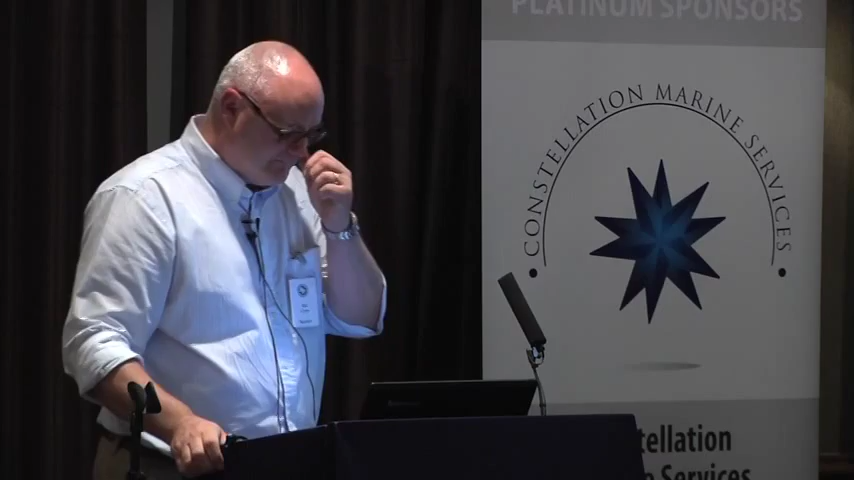 PLATINUM SPONSORS
CONSTELLATION MARINE SERVICES
tellation
Services